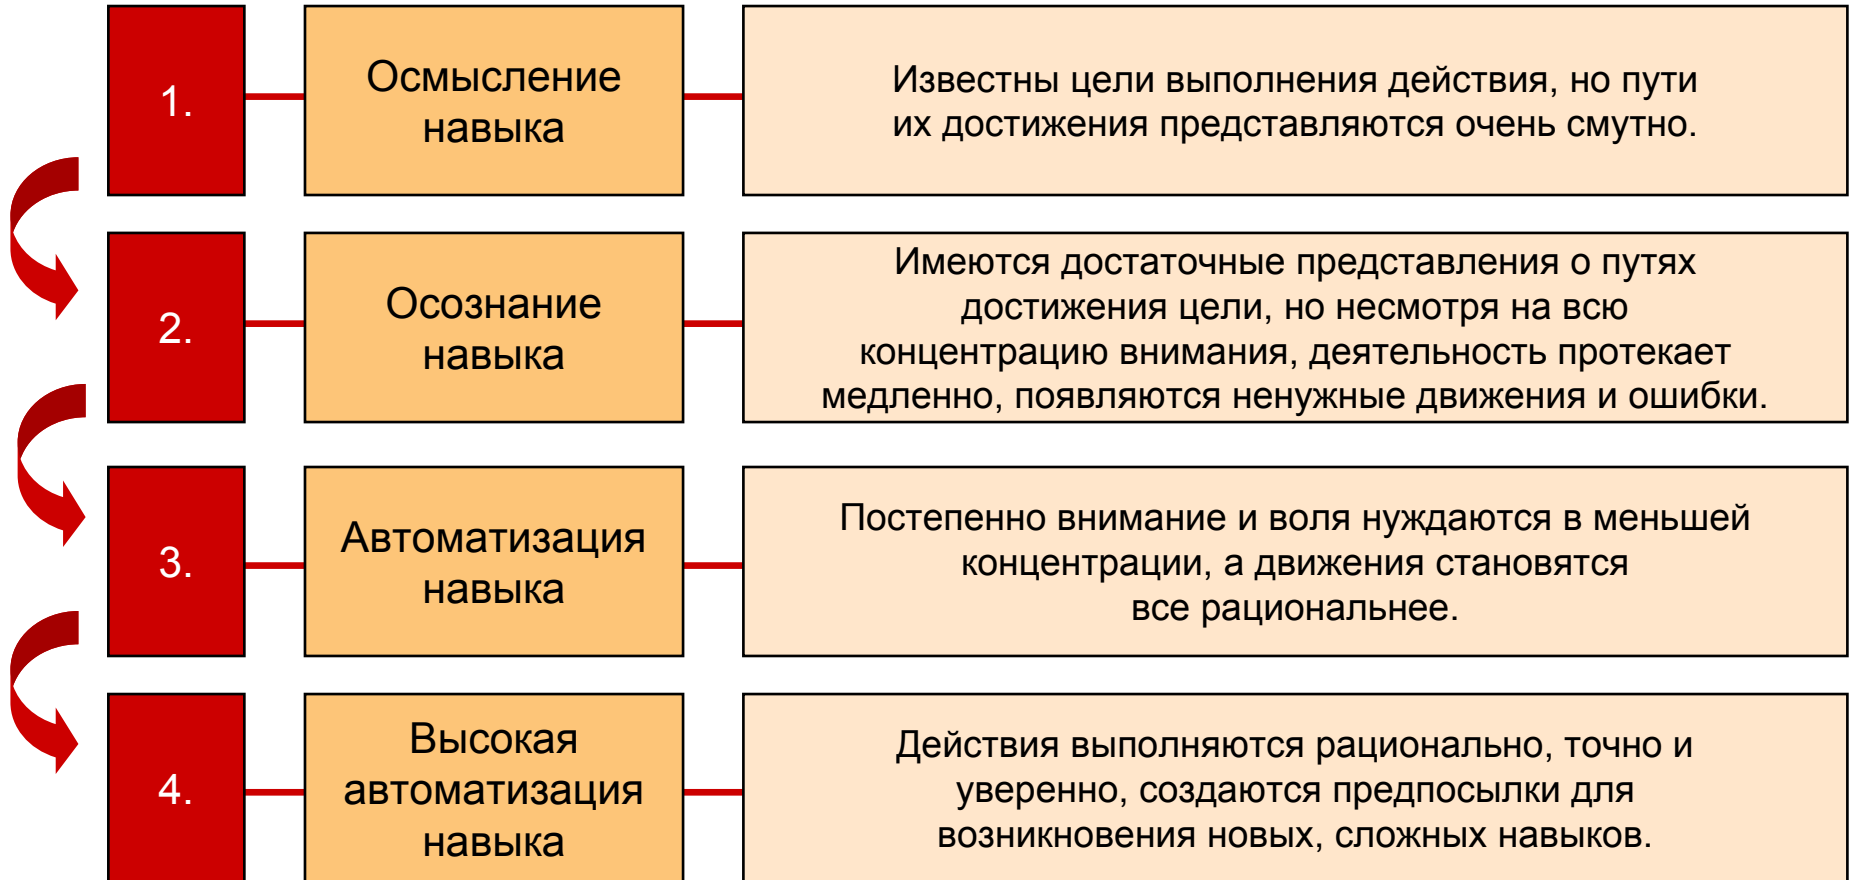 1.
Осмысление
навыка
Известны цели выполнения действия, но пути
их достижения представляются очень смутно.
2.
Осознание
навыка
Имеются достаточные представления о путях
достижения цели, но несмотря на всю
концентрацию внимания, деятельность протекает
медленно, появляются ненужные движения и ошибки.
3.
Автоматизация
навыка
Постепенно внимание и воля нуждаются в меньшей
концентрации, а движения становятся
все рациональнее.
4.
Высокая
автоматизация
навыка
Действия выполняются рационально, точно и
уверенно, создаются предпосылки для
возникновения новых, сложных навыков.